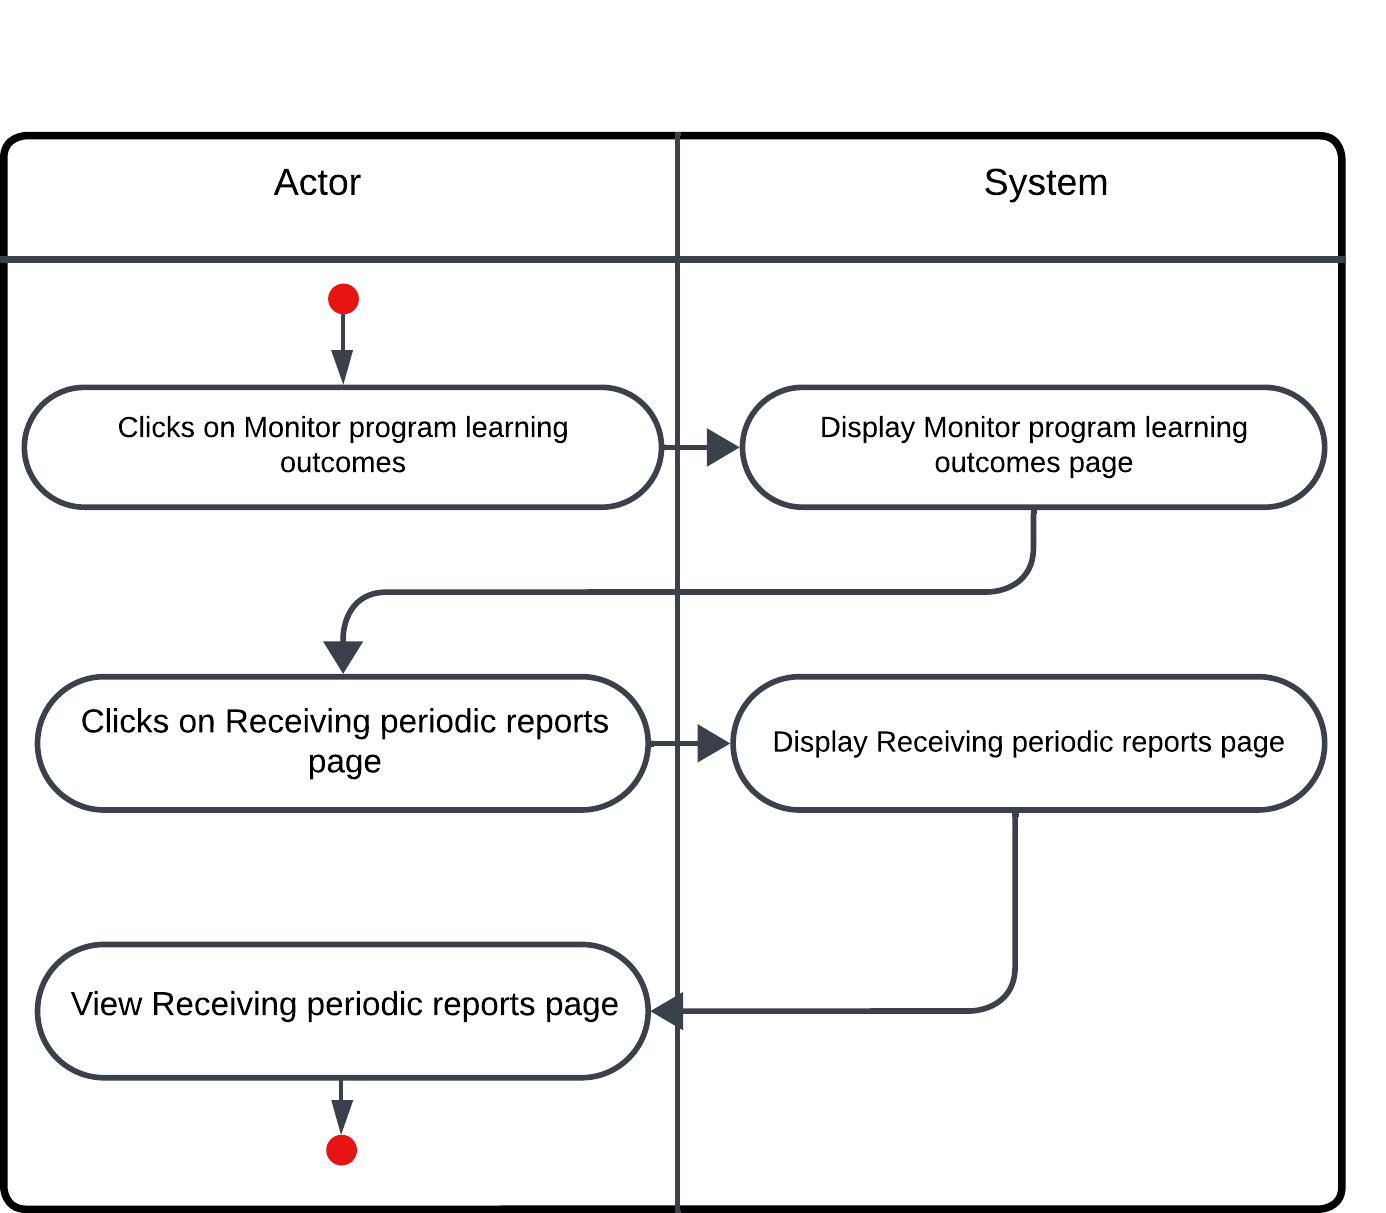 Actor
System
Clicks on Monitor program learning
outcomes
Display Monitor program learning
outcomes page
Clicks on Receiving periodic reports
page
Display Receiving periodic reports page
View Receiving periodic reports page